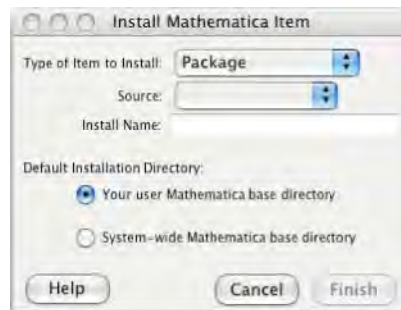 Install Mathematica Item
Type of Item to Install: Package
Source:
Install Name:
Default Installation Directory:
Your user Mathematica base directory
System-wide Mathematica base directory
Help Cancel Finish